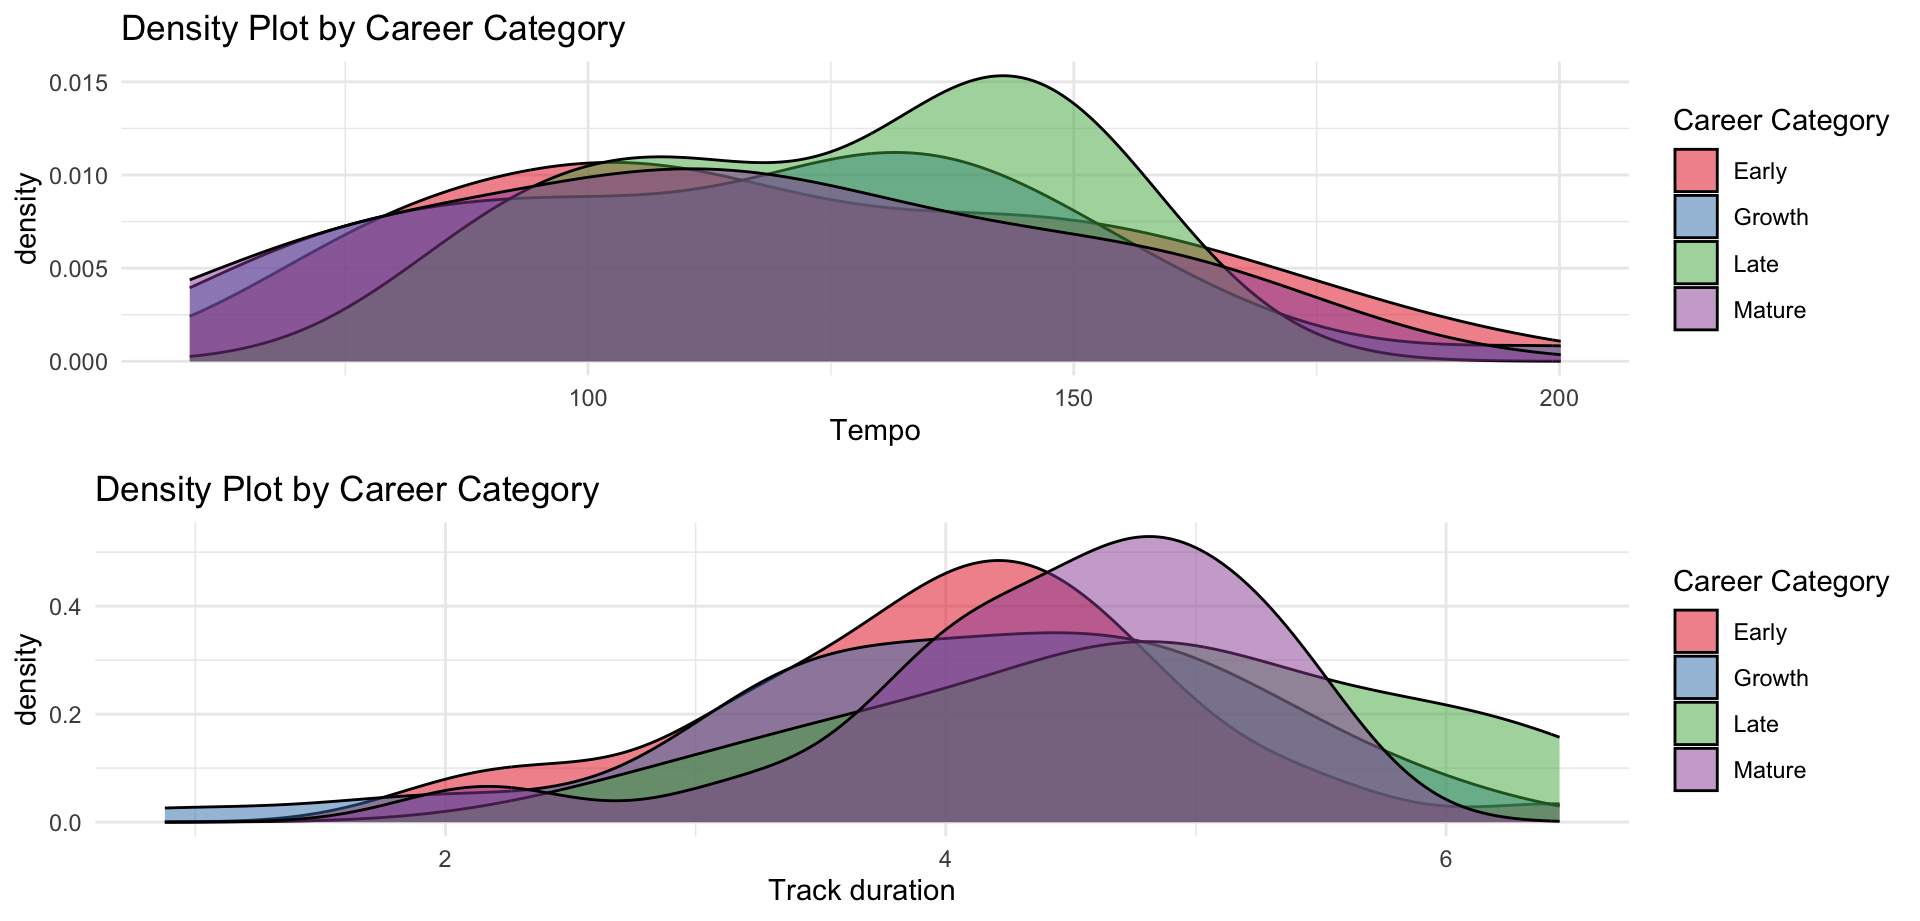 Density Plot by Career Category
0.015
0.010
0.005
0.000
density
100
150
200
Tempo
Career Category
Early
Growth
Late
Mature
Density Plot by Career Category
0.4
0.2
0.0
density
2
4
6
Track duration
Career Category
Early
Growth
Late
Mature